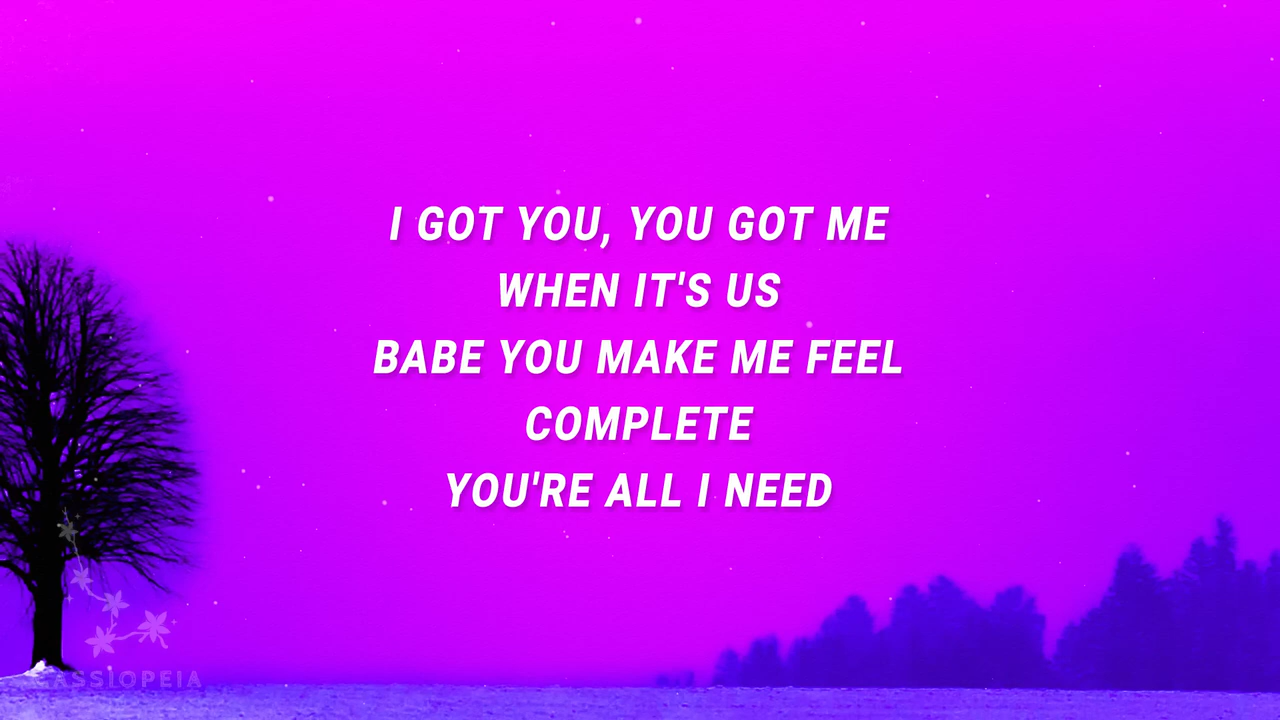 I GOT YOU, YOU GOT ME
WHEN IT'S US
BABE YOU MAKE ME FEEL
COMPLETE
YOU'RE ALL I NEED
CASSIOPEIA